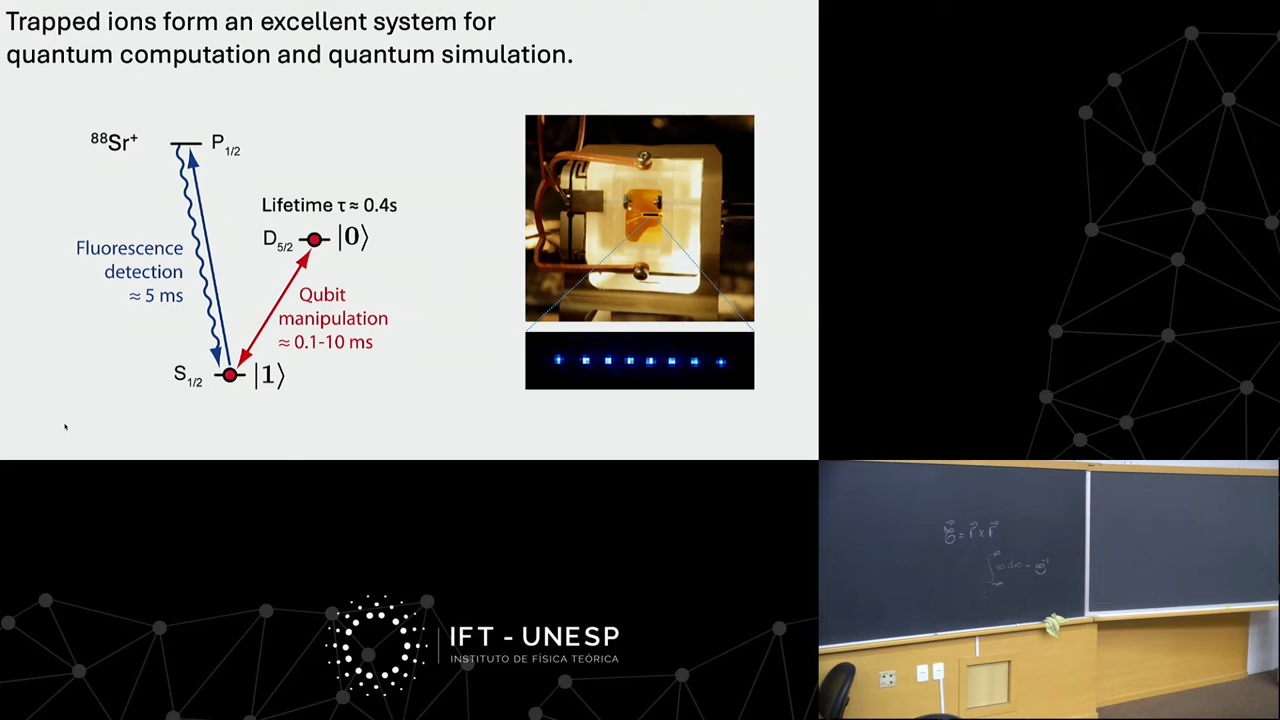 Trapped ions form an excellent system for
quantum computation and quantum simulation.
⁸⁸Sr⁺
P₁/₂
Lifetime τ ≈ 0.4s
D₅/₂ |0⟩
Fluorescence
detection
≈ 5 ms
Qubit
manipulation
≈ 0.1-10 ms
S₁/₂ |1⟩
IFT - UNESP
INSTITUTO DE FÍSICA TEÓRICA
= r⃗ × F⃗